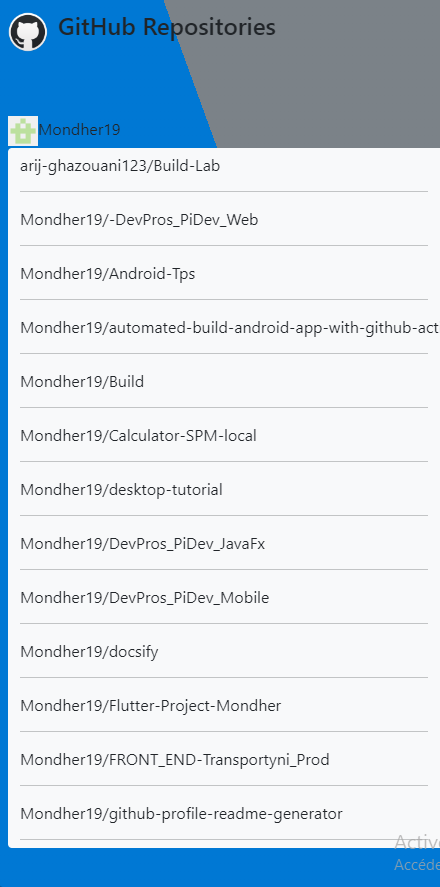 GitHub Repositories
Mondher19
arij-ghazouani123/Build-Lab
Mondher19/-DevPros_PiDev_Web
Mondher19/Android-Tps
Mondher19/automated-build-android-app-with-github-act
Mondher19/Build
Mondher19/Calculator-SPM-local
Mondher19/desktop-tutorial
Mondher19/DevPros_PiDev_JavaFx
Mondher19/DevPros_PiDev_Mobile
Mondher19/docsify
Mondher19/Flutter-Project-Mondher
Mondher19/FRONT_END-Transportyni_Prod
Mondher19/github-profile-readme-generator
Active
Accéde